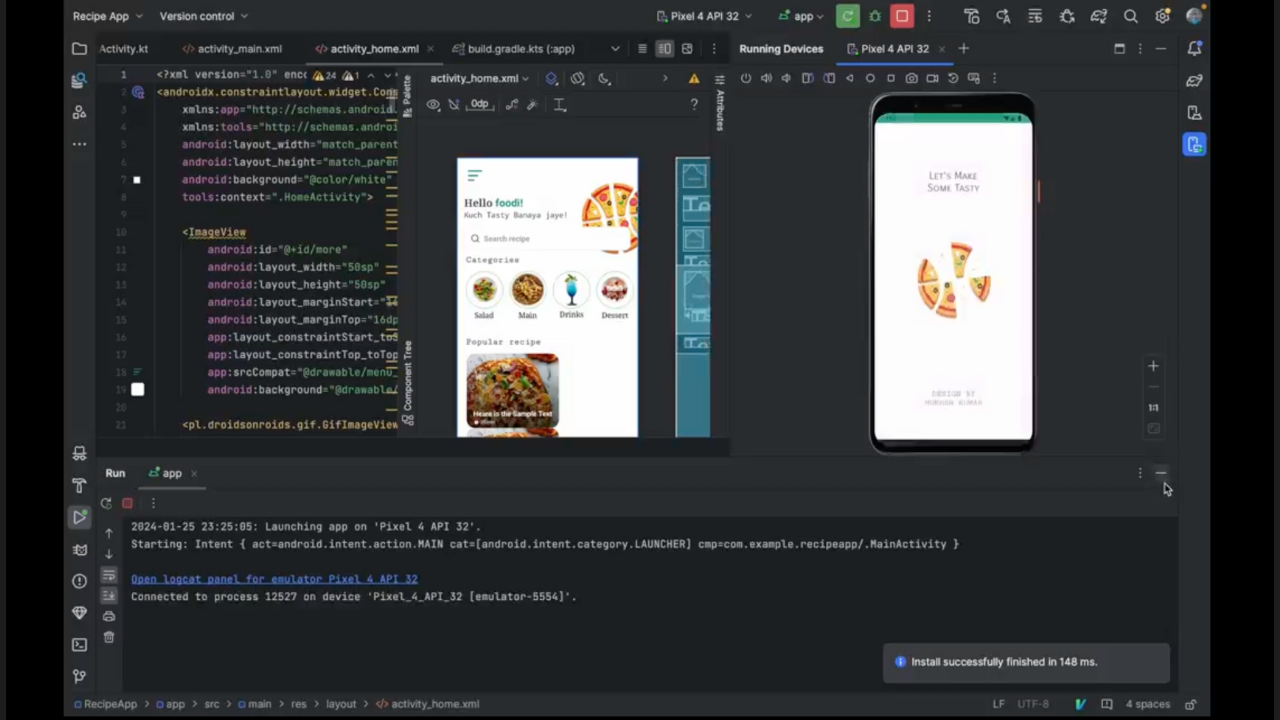 Recipe App
Version control
Pixel 4 API 32
app
Activity.kt
activity_main.xml
activity_home.xml
build.gradle.kts (:app)
Running Devices
Pixel 4 API 32
1 <?xml version="1.0" enco
24 1
2 <androidx.constraintlayout.widget.Con
3 xmlns:app="http://schemas.android
4 xmlns:tools="http://schemas.andro
5 android:layout_width="match_parent
6 android:layout_height="match_pare
7 android:background="@color/white"
8 tools:context=".HomeActivity">
9
10 <ImageView
11 android:id="@+id/more"
12 android:layout_width="50sp"
13 android:layout_height="50sp"
14 android:layout_marginStart="
15 android:layout_marginTop="16dp
16 app:layout_constraintStart_toS
17 app:layout_constraintTop_toTop
18 app:srcCompat="@drawable/menu_
19 android:background="@drawable/
20
21 <pl.droidsonroids.gif.GifImageView
Palette
Component Tree
activity_home.xml
0dp
?
Attributes
Hello foodi!
Kuch Tasty Banaya jaye!
Search recipe
Categories
Salad
Main
Drinks
Dessert
Popular recipe
Heare is the Sample Text
LET'S MAKE
SOME TASTY
DESIGN BY
1:1
Run
app
2024-01-25 23:25:05: Launching app on 'Pixel 4 API 32'.
Starting: Intent { act=android.intent.action.MAIN cat=[android.intent.category.LAUNCHER] cmp=com.example.recipeapp/.MainActivity }
Open logcat panel for emulator Pixel 4 API 32
Connected to process 12527 on device 'Pixel_4_API_32 [emulator-5554]'.
Install successfully finished in 148 ms.
RecipeApp > app > src > main > res > layout > activity_home.xml
LF
UTF-8
4 spaces